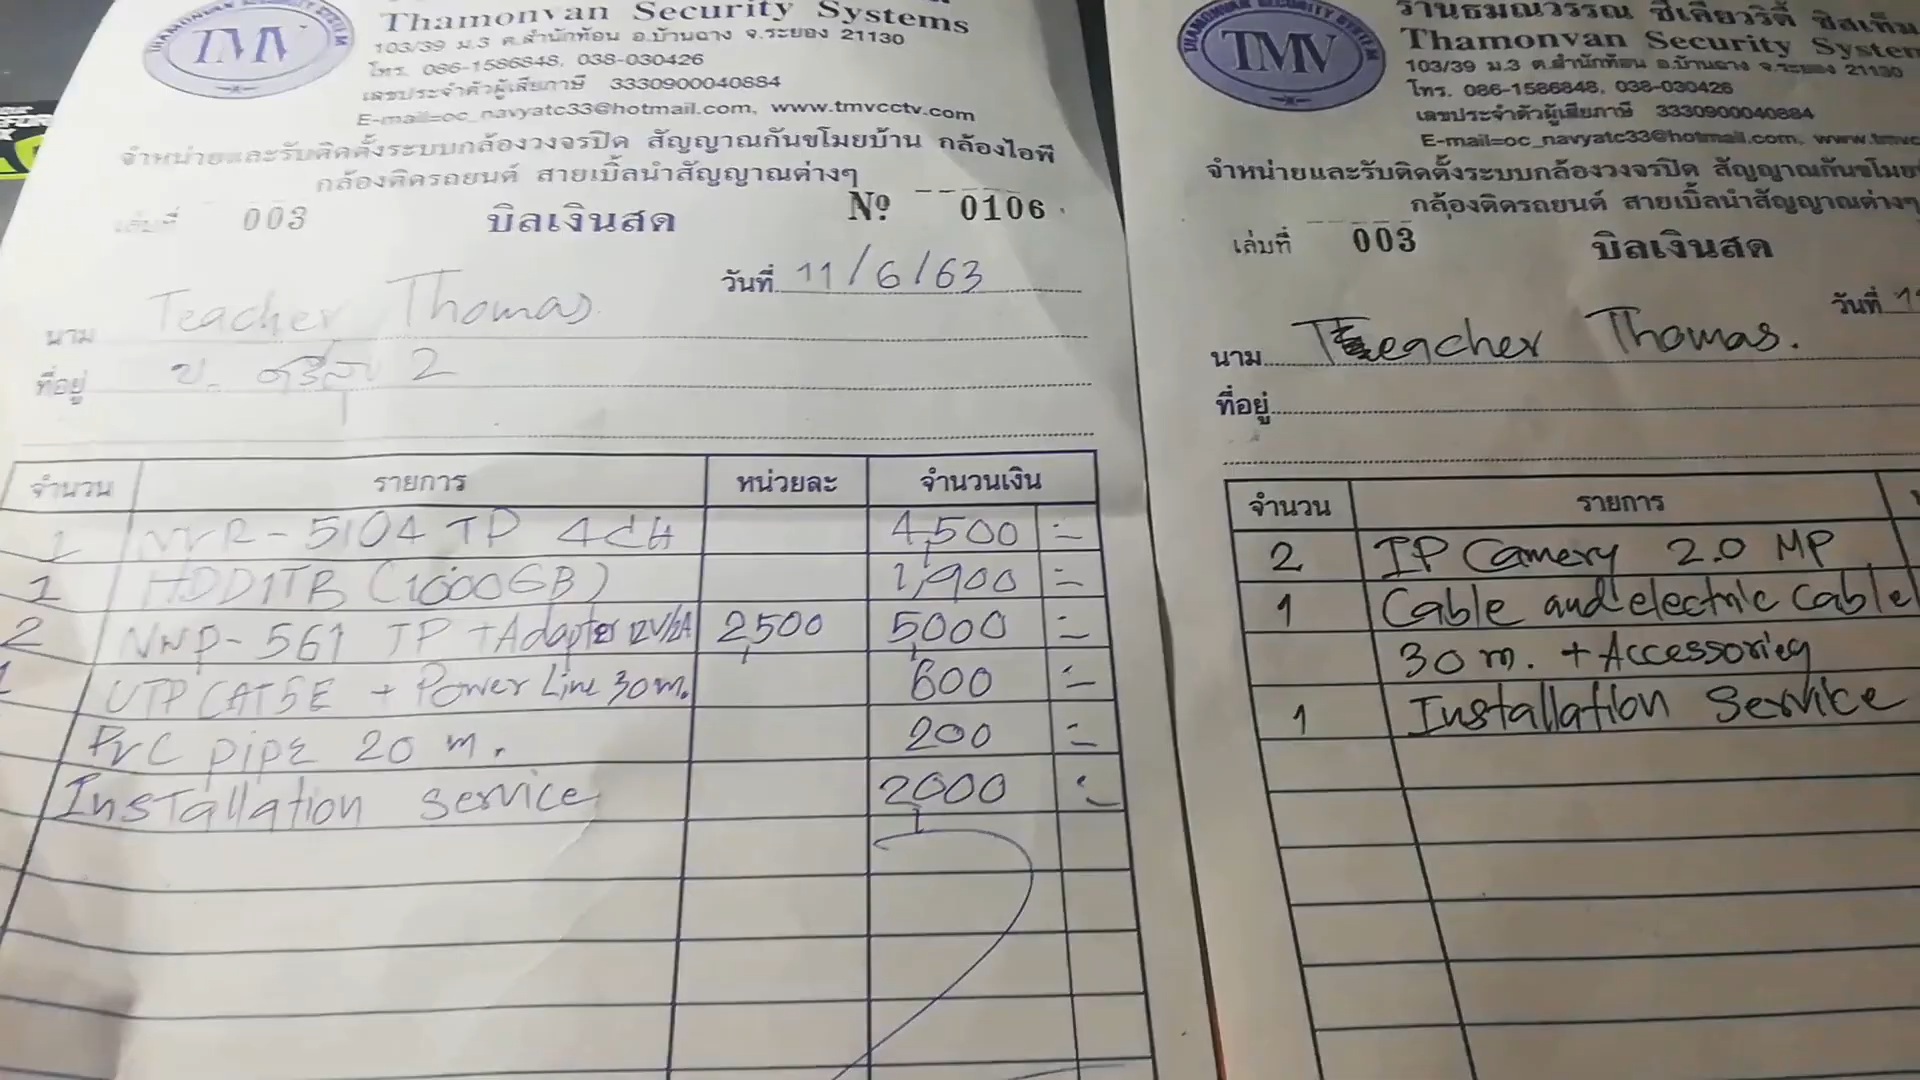 THAMONVAN SECURITY SYSTEM
TMV
Thamonvan Security Systems
103/39 ม.3 ต.สำนักท้อน อ.บ้านฉาง จ.ระยอง 21130
โทร. 086-1586848, 038-030426
เลขประจำตัวผู้เสียภาษี 3330900040884
E-mail=oc_navyatc33@hotmail.com, www.tmvcctv.com
จำหน่ายและรับติดตั้งระบบกล้องวงจรปิด สัญญาณกันขโมยบ้าน กล้องไอพี
กล้องติดรถยนต์ สายเบิ้ลนำสัญญาณต่างๆ
เล่มที่ 003 บิลเงินสด Nº 0106
วันที่ 11/6/63
นาม Teacher Thomas.
ที่อยู่ 2
จำนวน รายการ หน่วยละ จำนวนเงิน
1 NVR-5104 TP 4CH 4,500 =
1 HDD1TB (1000GB) 1,900 =
2 NWP-561 TP +Adapter 12V/2A 2,500 5,000 =
1 UTP CAT5E + Power Line 30m. 600 =
PVC pipe 20 m. 200 =
Installation service 2,000 =
TMV
ร้านธมณวรรณ ซีเคียวริตี้ ซิสเท็ม
Thamonvan Security System
103/39 ม.3 ต.สำนักท้อน อ.บ้านฉาง จ.ระยอง 21130
โทร. 086-1586848, 038-030426
เลขประจำตัวผู้เสียภาษี 3330900040884
E-mail=oc_navyatc33@hotmail.com, www.tmvc
จำหน่ายและรับติดตั้งระบบกล้องวงจรปิด สัญญาณกันขโมย
กล้องติดรถยนต์ สายเบิ้ลนำสัญญาณต่างๆ
เล่มที่ 003 บิลเงินสด
วันที่
นาม Teacher Thomas.
ที่อยู่
จำนวน รายการ
2 IP Camery 2.0 MP
1 Cable and electric cable
30 m. + Accessories
1 Installation Service